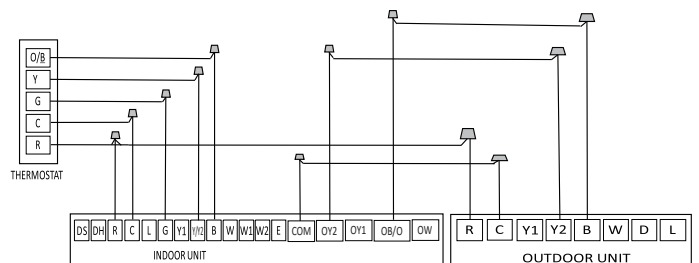 O/B
Y
G
C
R
THERMOSTAT
DS DH R C L G Y1 Y/Y2 B W W1 W2 E COM OY2 OY1 OB/O OW
INDOOR UNIT
R C Y1 Y2 B W D L
OUTDOOR UNIT